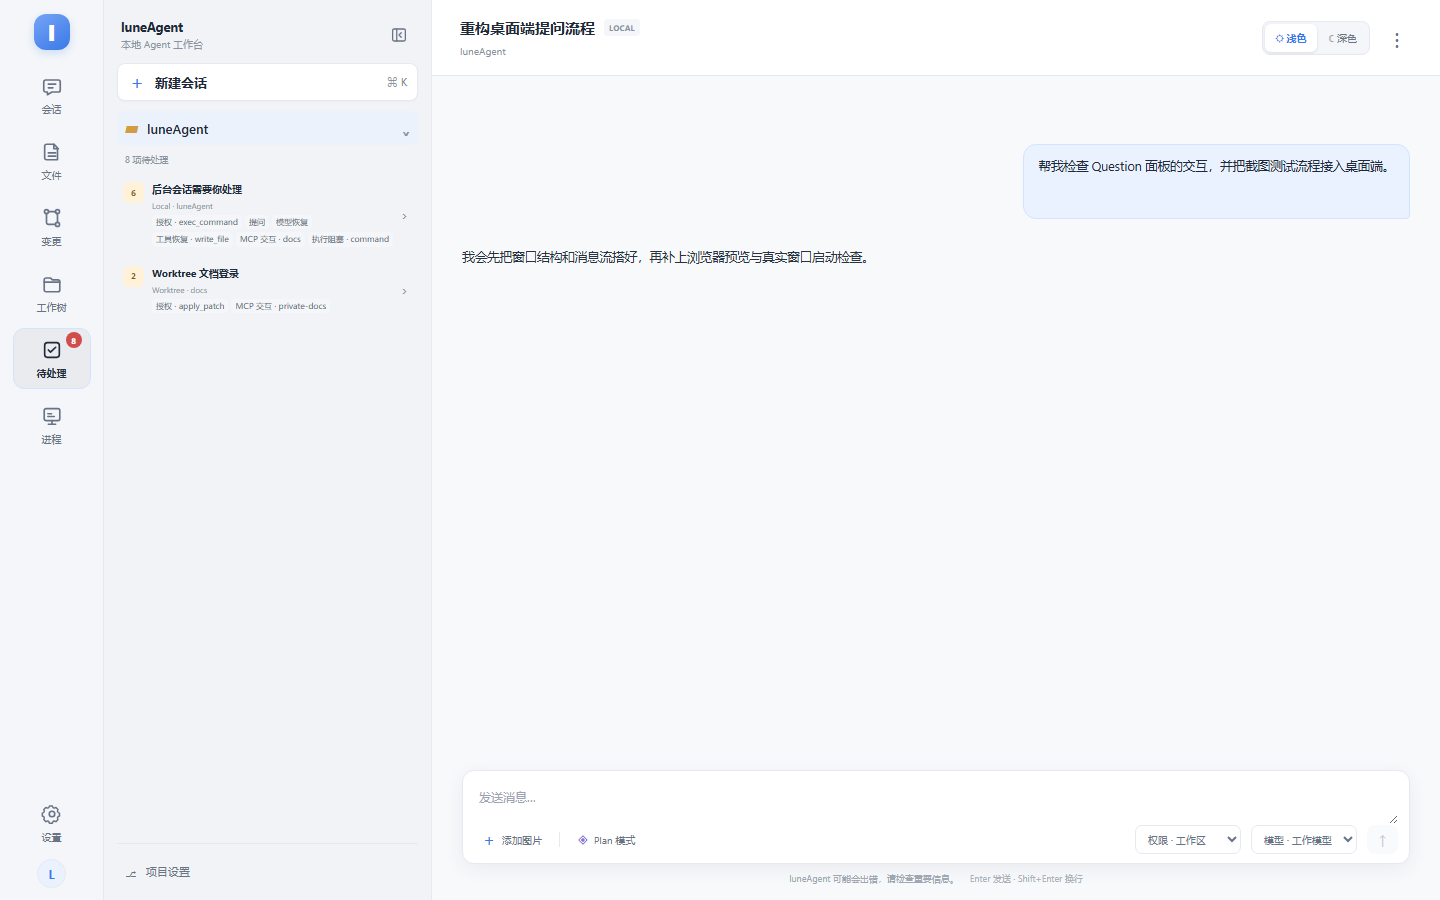 会话
文件
变更
工作树
8
待处理
进程
设置
L
luneAgent
本地 Agent 工作台
+ 新建会话 ⌘ K
luneAgent
8 项待处理
6 后台会话需要你处理
Local · luneAgent
授权 · exec_command 提问 模型恢复
工具恢复 · write_file MCP 交互 · docs 执行阻塞 · command
2 Worktree 文档登录
Worktree · docs
授权 · apply_patch MCP 交互 · private-docs
项目设置
重构桌面端提问流程 LOCAL
luneAgent
浅色 深色
帮我检查 Question 面板的交互，并把截图测试流程接入桌面端。
我会先把窗口结构和消息流搭好，再补上浏览器预览与真实窗口启动检查。
发送消息...
+ 添加图片 Plan 模式 权限 · 工作区 模型 · 工作模型 ↑
luneAgent 可能会出错，请检查重要信息。 Enter 发送 · Shift+Enter 换行